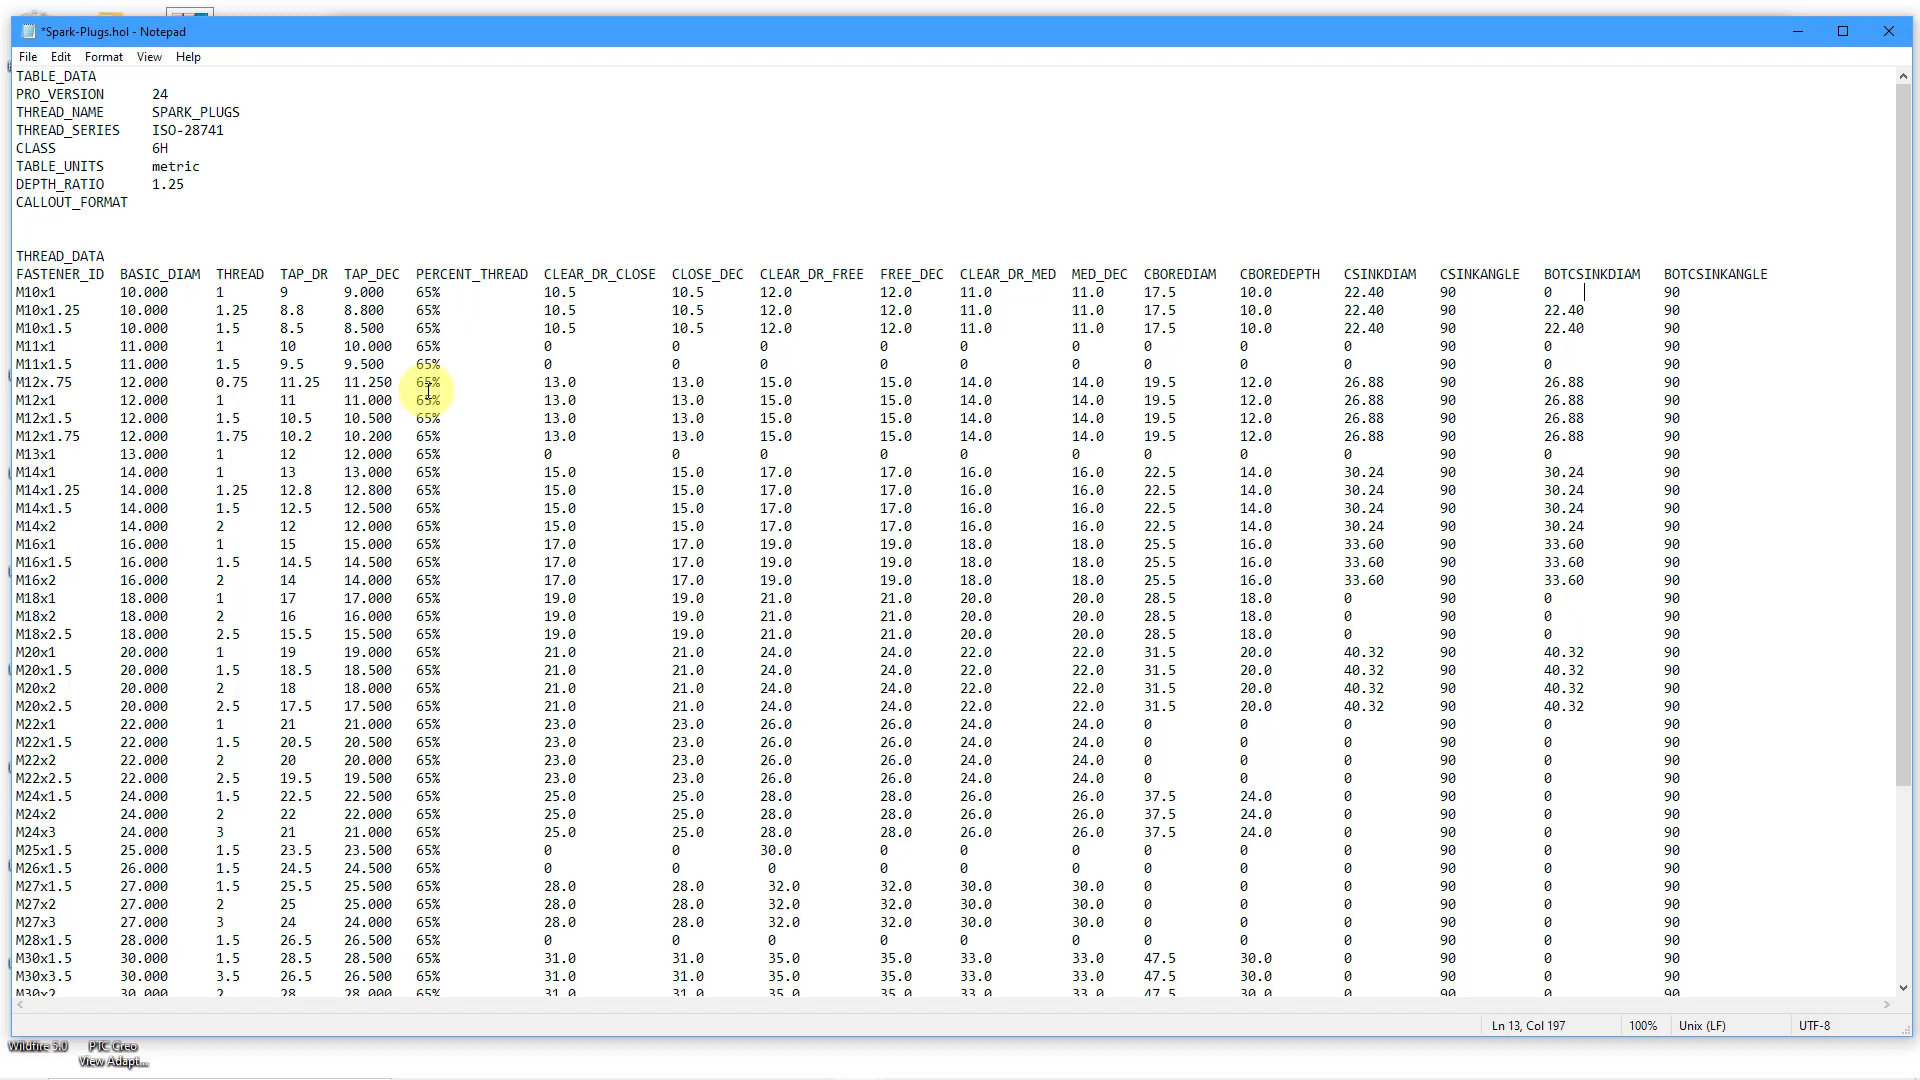 *Spark-Plugs.hol - Notepad
File Edit Format View Help
TABLE_DATA
PRO_VERSION 24
THREAD_NAME SPARK_PLUGS
THREAD_SERIES ISO-28741
CLASS 6H
TABLE_UNITS metric
DEPTH_RATIO 1.25
CALLOUT_FORMAT
THREAD_DATA
FASTENER_ID BASIC_DIAM THREAD TAP_DR TAP_DEC PERCENT_THREAD CLEAR_DR_CLOSE CLOSE_DEC CLEAR_DR_FREE FREE_DEC CLEAR_DR_MED MED_DEC CBOREDIAM CBOREDEPTH CSINKDIAM CSINKANGLE BOTCSINKDIAM BOTCSINKANGLE
M10x1 10.000 1 9 9.000 65% 10.5 10.5 12.0 12.0 11.0 11.0 17.5 10.0 22.40 90 0 90
M10x1.25 10.000 1.25 8.8 8.800 65% 10.5 10.5 12.0 12.0 11.0 11.0 17.5 10.0 22.40 90 22.40 90
M10x1.5 10.000 1.5 8.5 8.500 65% 10.5 10.5 12.0 12.0 11.0 11.0 17.5 10.0 22.40 90 22.40 90
M11x1 11.000 1 10 10.000 65% 0 0 0 0 0 0 0 0 0 90 0 90
M11x1.5 11.000 1.5 9.5 9.500 65% 0 0 0 0 0 0 0 0 0 90 0 90
M12x.75 12.000 0.75 11.25 11.250 65% 13.0 13.0 15.0 15.0 14.0 14.0 19.5 12.0 26.88 90 26.88 90
M12x1 12.000 1 11 11.000 65% 13.0 13.0 15.0 15.0 14.0 14.0 19.5 12.0 26.88 90 26.88 90
M12x1.5 12.000 1.5 10.5 10.500 65% 13.0 13.0 15.0 15.0 14.0 14.0 19.5 12.0 26.88 90 26.88 90
M12x1.75 12.000 1.75 10.2 10.200 65% 13.0 13.0 15.0 15.0 14.0 14.0 19.5 12.0 26.88 90 26.88 90
M13x1 13.000 1 12 12.000 65% 0 0 0 0 0 0 0 0 0 90 0 90
M14x1 14.000 1 13 13.000 65% 15.0 15.0 17.0 17.0 16.0 16.0 22.5 14.0 30.24 90 30.24 90
M14x1.25 14.000 1.25 12.8 12.800 65% 15.0 15.0 17.0 17.0 16.0 16.0 22.5 14.0 30.24 90 30.24 90
M14x1.5 14.000 1.5 12.5 12.500 65% 15.0 15.0 17.0 17.0 16.0 16.0 22.5 14.0 30.24 90 30.24 90
M14x2 14.000 2 12 12.000 65% 15.0 15.0 17.0 17.0 16.0 16.0 22.5 14.0 30.24 90 30.24 90
M16x1 16.000 1 15 15.000 65% 17.0 17.0 19.0 19.0 18.0 18.0 25.5 16.0 33.60 90 33.60 90
M16x1.5 16.000 1.5 14.5 14.500 65% 17.0 17.0 19.0 19.0 18.0 18.0 25.5 16.0 33.60 90 33.60 90
M16x2 16.000 2 14 14.000 65% 17.0 17.0 19.0 19.0 18.0 18.0 25.5 16.0 33.60 90 33.60 90
M18x1 18.000 1 17 17.000 65% 19.0 19.0 21.0 21.0 20.0 20.0 28.5 18.0 0 90 0 90
M18x2 18.000 2 16 16.000 65% 19.0 19.0 21.0 21.0 20.0 20.0 28.5 18.0 0 90 0 90
M18x2.5 18.000 2.5 15.5 15.500 65% 19.0 19.0 21.0 21.0 20.0 20.0 28.5 18.0 0 90 0 90
M20x1 20.000 1 19 19.000 65% 21.0 21.0 24.0 24.0 22.0 22.0 31.5 20.0 40.32 90 40.32 90
M20x1.5 20.000 1.5 18.5 18.500 65% 21.0 21.0 24.0 24.0 22.0 22.0 31.5 20.0 40.32 90 40.32 90
M20x2 20.000 2 18 18.000 65% 21.0 21.0 24.0 24.0 22.0 22.0 31.5 20.0 40.32 90 40.32 90
M20x2.5 20.000 2.5 17.5 17.500 65% 21.0 21.0 24.0 24.0 22.0 22.0 31.5 20.0 40.32 90 40.32 90
M22x1 22.000 1 21 21.000 65% 23.0 23.0 26.0 26.0 24.0 24.0 0 0 0 90 0 90
M22x1.5 22.000 1.5 20.5 20.500 65% 23.0 23.0 26.0 26.0 24.0 24.0 0 0 0 90 0 90
M22x2 22.000 2 20 20.000 65% 23.0 23.0 26.0 26.0 24.0 24.0 0 0 0 90 0 90
M22x2.5 22.000 2.5 19.5 19.500 65% 23.0 23.0 26.0 26.0 24.0 24.0 0 0 0 90 0 90
M24x1.5 24.000 1.5 22.5 22.500 65% 25.0 25.0 28.0 28.0 26.0 26.0 37.5 24.0 0 90 0 90
M24x2 24.000 2 22 22.000 65% 25.0 25.0 28.0 28.0 26.0 26.0 37.5 24.0 0 90 0 90
M24x3 24.000 3 21 21.000 65% 25.0 25.0 28.0 28.0 26.0 26.0 37.5 24.0 0 90 0 90
M25x1.5 25.000 1.5 23.5 23.500 65% 0 0 30.0 0 0 0 0 0 0 90 0 90
M26x1.5 26.000 1.5 24.5 24.500 65% 0 0 0 0 0 0 0 0 0 90 0 90
M27x1.5 27.000 1.5 25.5 25.500 65% 28.0 28.0 32.0 32.0 30.0 30.0 0 0 0 90 0 90
M27x2 27.000 2 25 25.000 65% 28.0 28.0 32.0 32.0 30.0 30.0 0 0 0 90 0 90
M27x3 27.000 3 24 24.000 65% 28.0 28.0 32.0 32.0 30.0 30.0 0 0 0 90 0 90
M28x1.5 28.000 1.5 26.5 26.500 65% 0 0 0 0 0 0 0 0 0 90 0 90
M30x1.5 30.000 1.5 28.5 28.500 65% 31.0 31.0 35.0 35.0 33.0 33.0 47.5 30.0 0 90 0 90
M30x3.5 30.000 3.5 26.5 26.500 65% 31.0 31.0 35.0 35.0 33.0 33.0 47.5 30.0 0 90 0 90
M30x2 30.000 2 28 28.000 65% 31.0 31.0 35.0 35.0 33.0 33.0 47.5 30.0 0 90 0 90
Ln 13, Col 197 100% Unix (LF) UTF-8
Wildfire 5.0 PTC Creo
View Adapt...